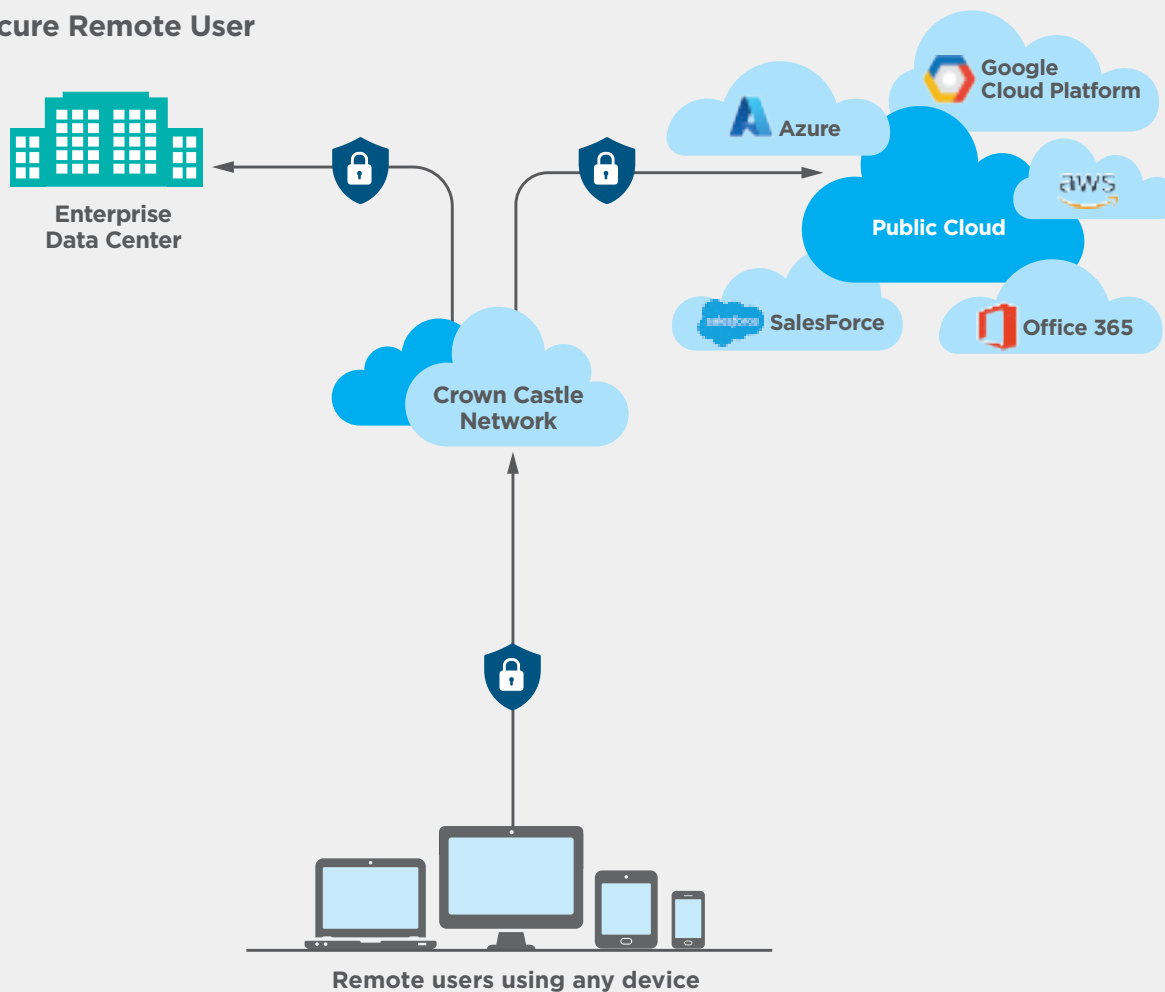 cure Remote User
Google
Cloud Platform
Azure
aws
Enterprise
Data Center
Public Cloud
salesforce SalesForce
Office 365
Crown Castle
Network
Remote users using any device